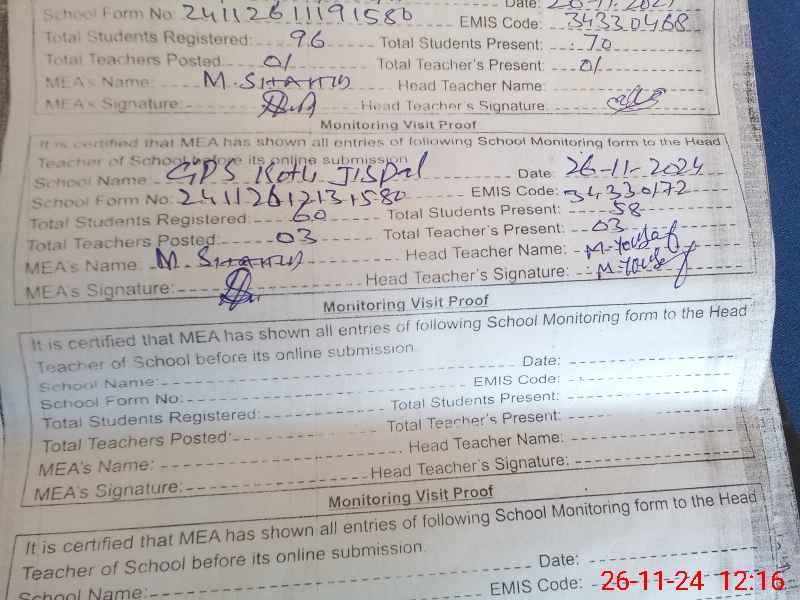 Date: 26-11-2024
School Form No: 24112611191580 EMIS Code: 34330468
Total Students Registered: 96 Total Students Present: 70
Total Teachers Posted: 01 Total Teacher's Present: 01
MEA's Name: M. Head Teacher Name:
MEA's Signature: Head Teacher's Signature:
Monitoring Visit Proof
It is certified that MEA has shown all entries of following School Monitoring form to the Head
Teacher of School before its online submission
School Name: GPS Kotli Date: 26-11-2024
School Form No: 24112612131580 EMIS Code: 34330172
Total Students Registered: 60 Total Students Present: 58
Total Teachers Posted: 03 Total Teacher's Present: 03
MEA's Name: M. Head Teacher Name: M. Yousaf
MEA's Signature: Head Teacher's Signature: M. Yousaf
Monitoring Visit Proof
It is certified that MEA has shown all entries of following School Monitoring form to the Head
Teacher of School before its online submission.
School Name: Date:
School Form No: EMIS Code:
Total Students Registered: Total Students Present:
Total Teachers Posted: Total Teacher's Present:
MEA's Name: Head Teacher Name:
MEA's Signature: Head Teacher's Signature:
Monitoring Visit Proof
It is certified that MEA has shown all entries of following School Monitoring form to the Head
Teacher of School before its online submission.
School Name: Date:
EMIS Code:
26-11-24 12:16